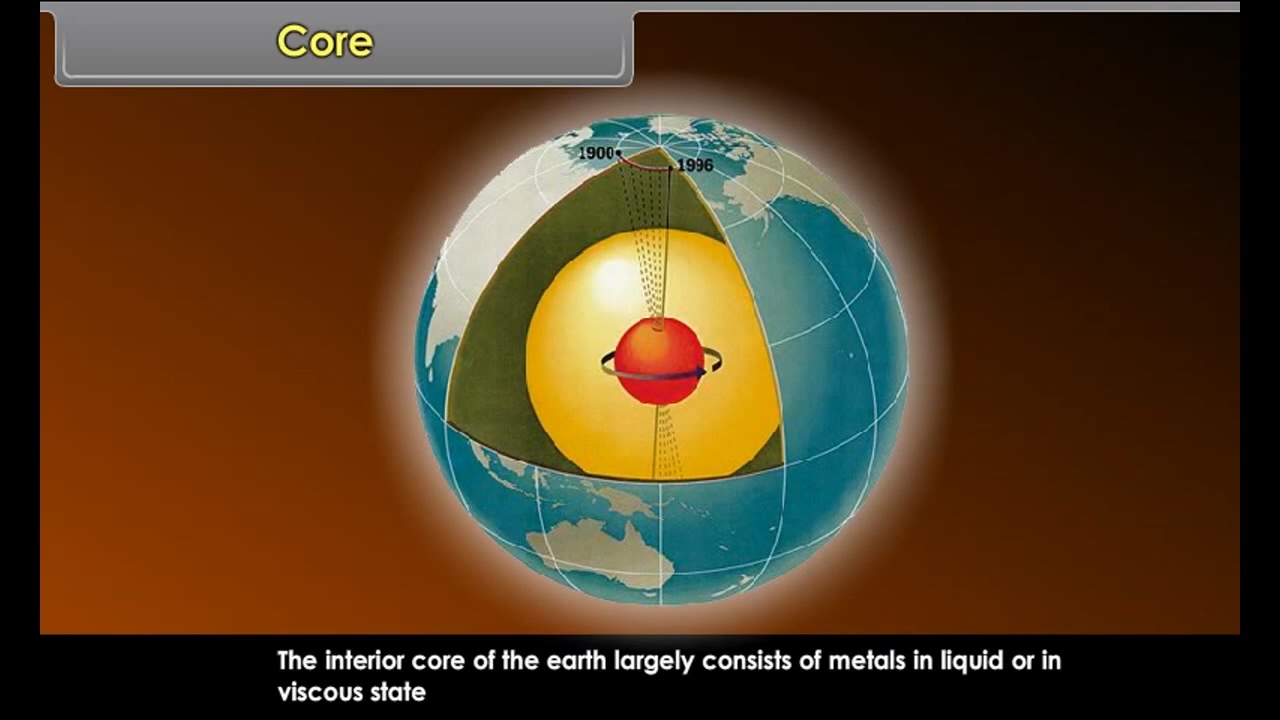 Core
1900
1996
The interior core of the earth largely consists of metals in liquid or in
viscous state